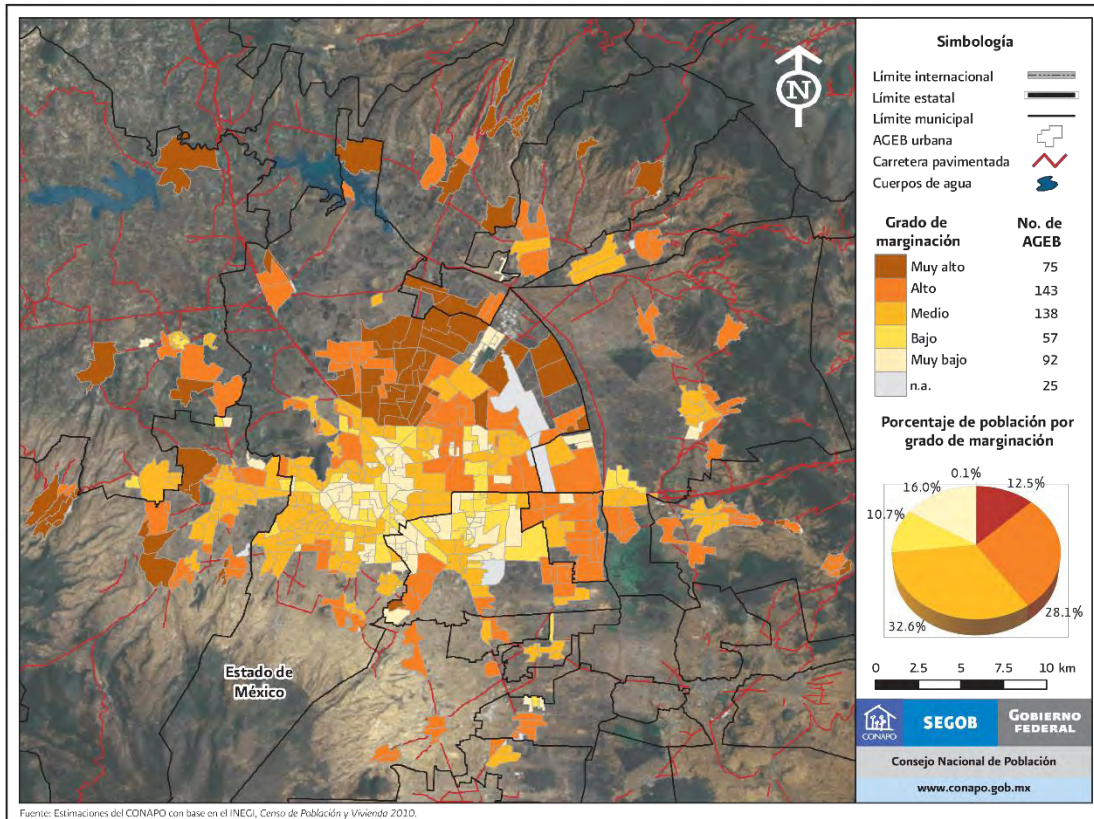 Simbología
Límite internacional
Límite estatal
Límite municipal
AGEB urbana
Carretera pavimentada
Cuerpos de agua
Grado de marginación No. de AGEB
Muy alto 75
Alto 143
Medio 138
Bajo 57
Muy bajo 92
n.a. 25
Porcentaje de población por
grado de marginación
0.1%
16.0% 12.5%
10.7%
28.1%
32.6%
0 2.5 5 7.5 10 km
CONAPO
SEGOB
GOBIERNO
FEDERAL
Consejo Nacional de Población
www.conapo.gob.mx
N
Estado de
México
Fuente: Estimaciones del CONAPO con base en el INEGI, Censo de Población y Vivienda 2010.